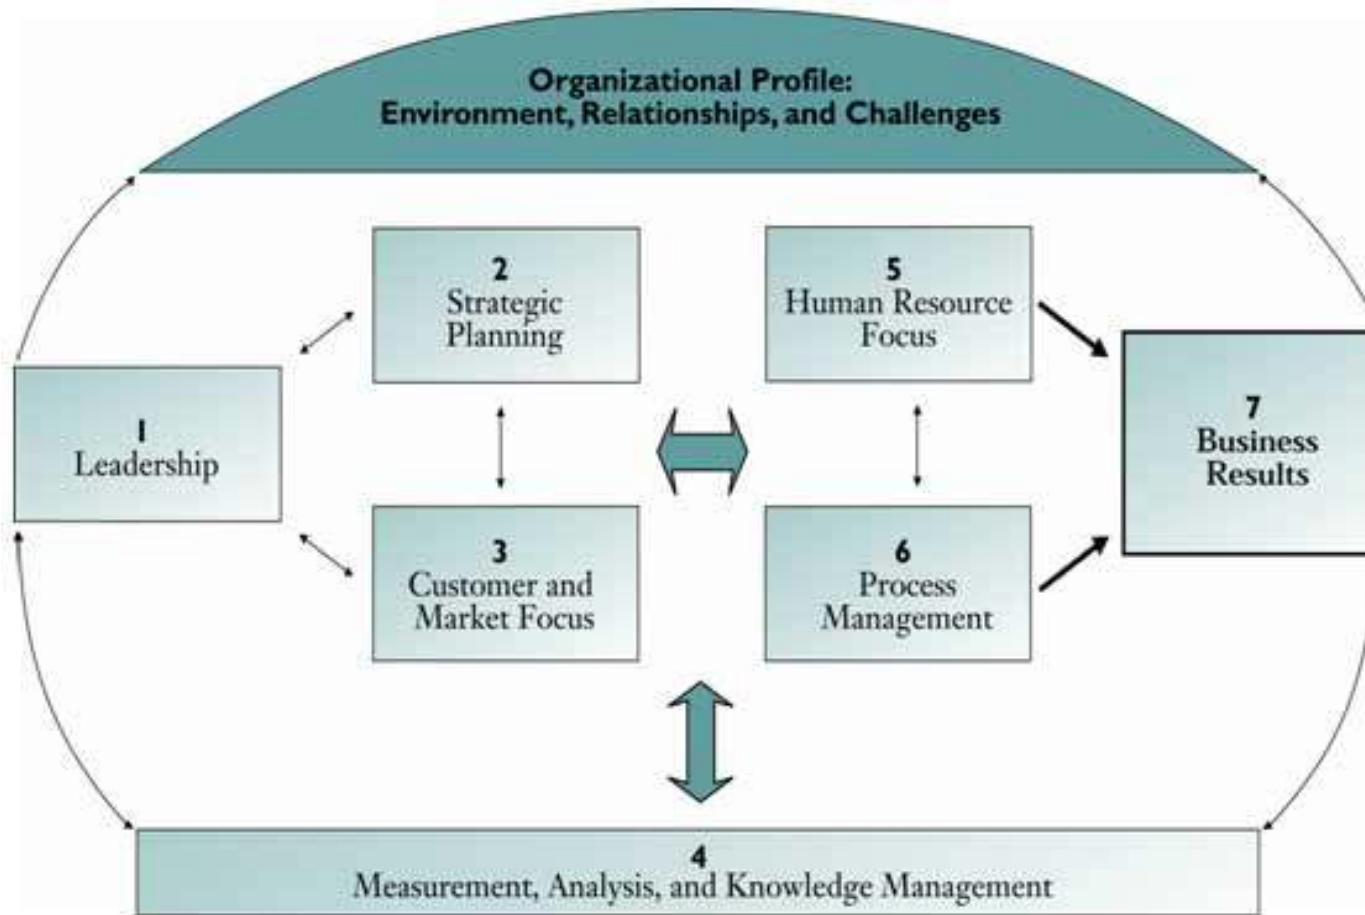 Organizational Profile:
Environment, Relationships, and Challenges
2
Strategic
Planning
5
Human Resource
Focus
1
Leadership
7
Business
Results
3
Customer and
Market Focus
6
Process
Management
4
Measurement, Analysis, and Knowledge Management